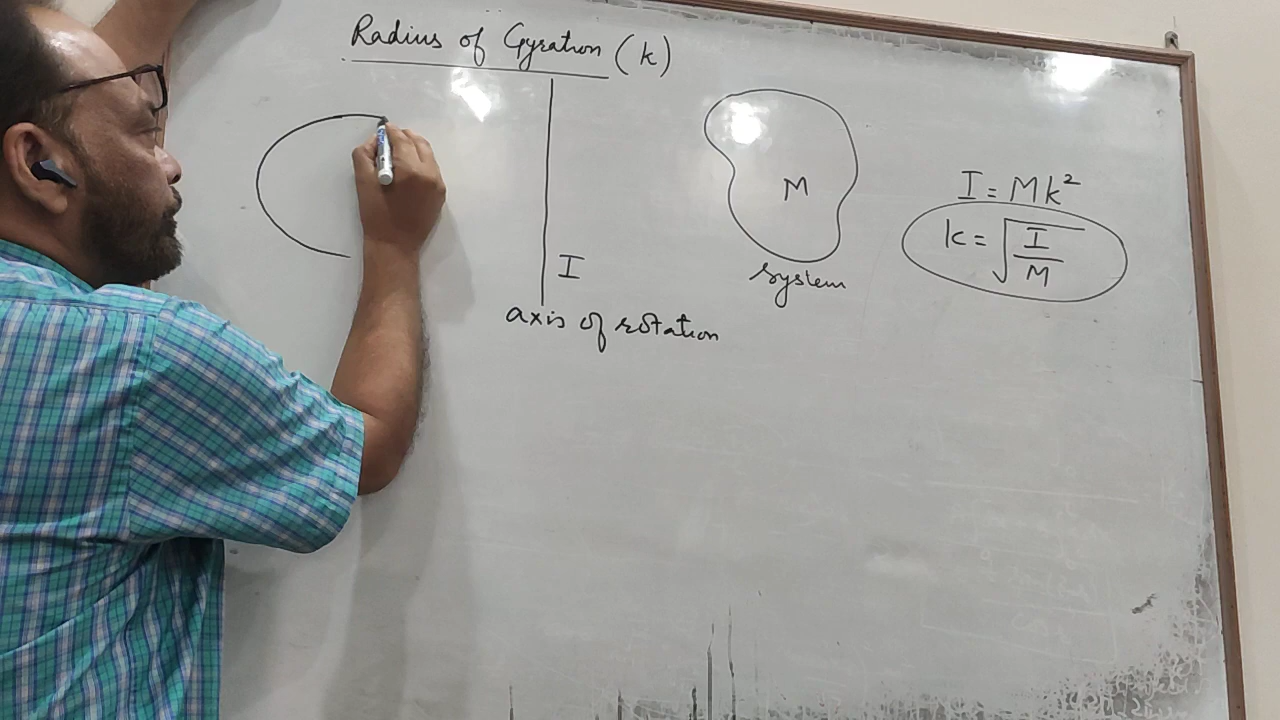 Radius of Gyration (k)
M
I
system
axis of rotation
I = Mk²
k = √(I/M)